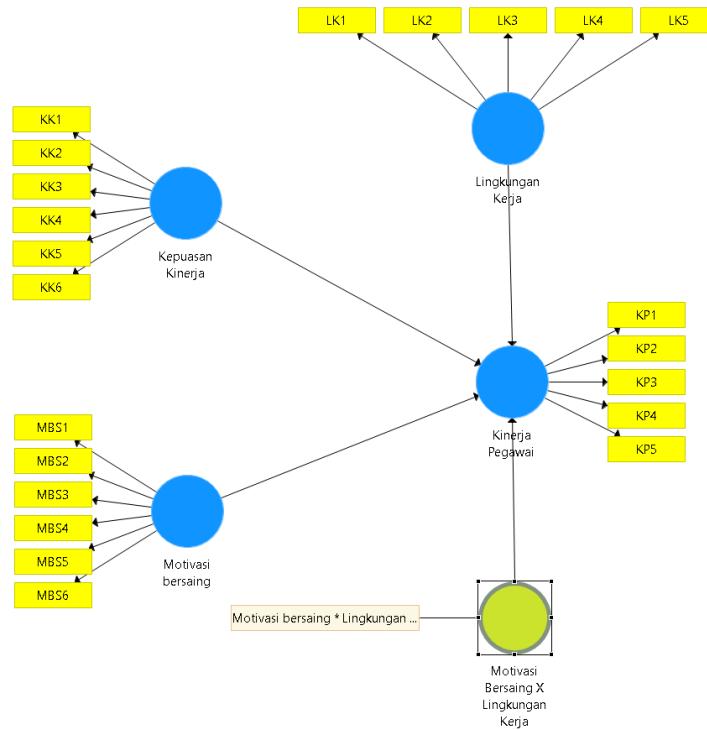 LK1
LK2
LK3
LK4
LK5
Lingkungan
Kerja
KK1
KK2
KK3
KK4
KK5
KK6
Kepuasan
Kinerja
KP1
KP2
KP3
KP4
KP5
Kinerja
Pegawai
MBS1
MBS2
MBS3
MBS4
MBS5
MBS6
Motivasi
bersaing
Motivasi bersaing * Lingkungan ...
Motivasi
Bersaing X
Lingkungan
Kerja